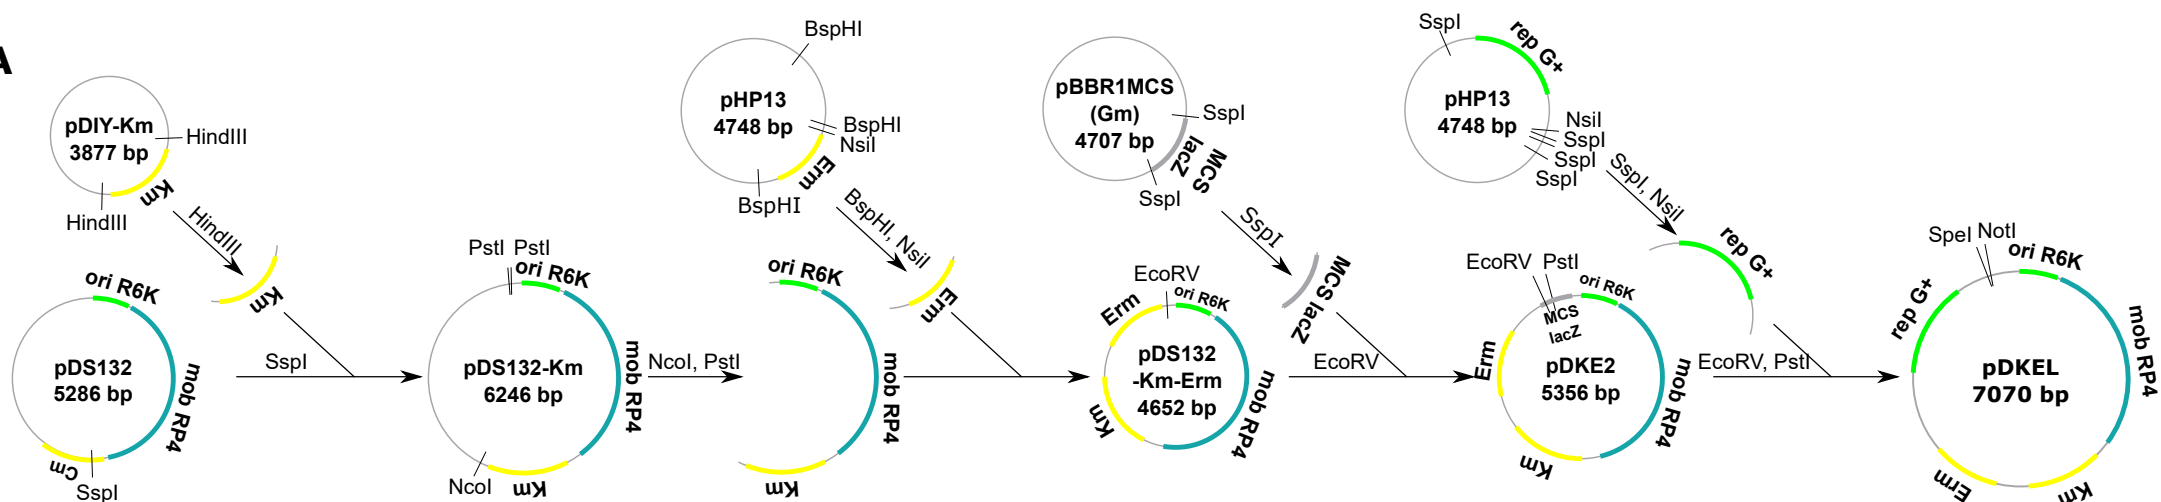 A
pDIY-Km
3877 bp
HindIII
HindIII
Km
HindIII
Km
ori R6K
pDS132
5286 bp
mob RP4
Cm
SspI
SspI
PstI PstI
ori R6K
pDS132-Km
6246 bp
mob RP4
NcoI
Km
NcoI, PstI
BspHI
pHP13
4748 bp
BspHI
NsiI
Erm
BspHI
BspHI, NsiI
Erm
ori R6K
mob RP4
Km
pBBR1MCS
(Gm)
4707 bp
SspI
MCS
lacZ
SspI
SspI
MCS lacZ
EcoRV
Erm
ori R6K
pDS132
-Km-Erm
4652 bp
Km
mob RP4
EcoRV
SspI
rep G+
pHP13
4748 bp
NsiI
SspI
SspI
SspI
SspI, NsiI
rep G+
EcoRV PstI
ori R6K
MCS
lacZ
Erm
pDKE2
5356 bp
mob RP4
Km
EcoRV, PstI
SpeI NotI
ori R6K
rep G+
pDKEL
7070 bp
mob RP4
Erm
Km